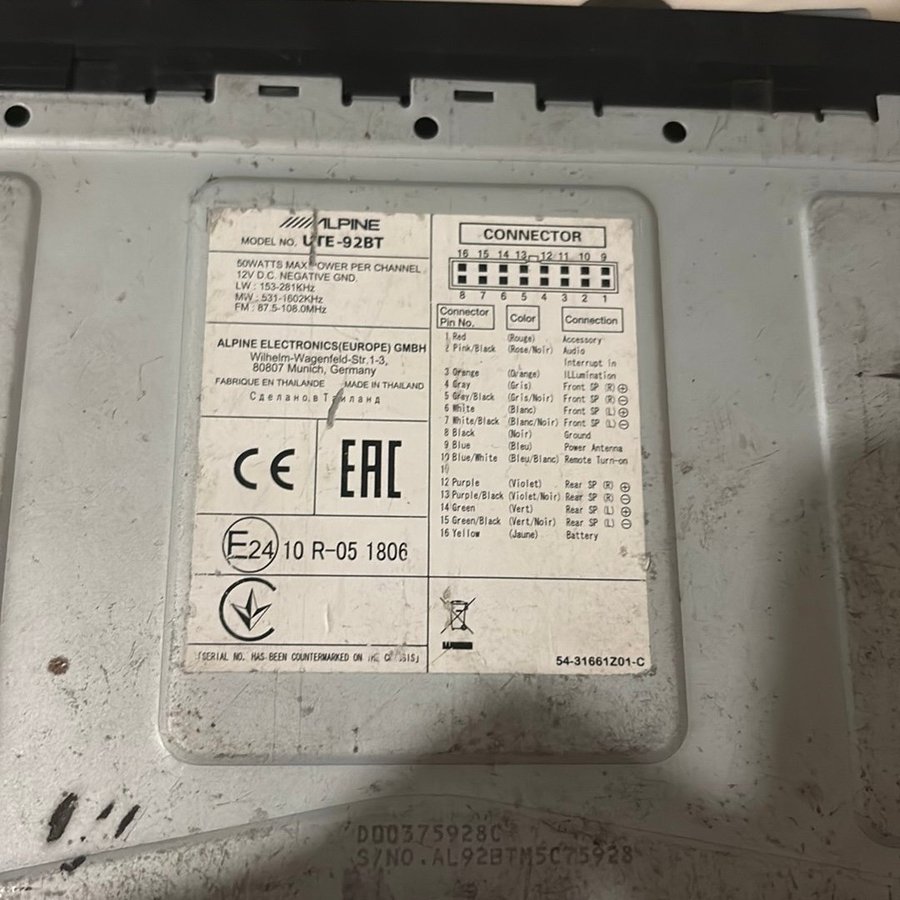 ALPINE
MODEL NO. UTE-92BT
50WATTS MAX POWER PER CHANNEL
12V D.C. NEGATIVE GND.
LW : 153-281KHz
MW : 531-1602KHz
FM : 87.5-108.0MHz
ALPINE ELECTRONICS(EUROPE) GMBH
Wilhelm-Wagenfeld-Str.1-3,
80807 Munich, Germany
FABRIQUE EN THAILANDE MADE IN THAILAND
Сделано в Таиланд
CE
EAC
E24 10 R-05 1806
[SERIAL NO. HAS BEEN COUNTERMARKED ON THE CHASSIS]
CONNECTOR
16 15 14 13 12 11 10 9
8 7 6 5 4 3 2 1
Connector Pin No. Color Connection
1 Red (Rouge) Accessory
2 Pink/Black (Rose/Noir) Audio
Interrupt in
3 Orange (Orange) ILLumination
4 Gray (Gris) Front SP (R) ⊕
5 Gray/Black (Gris/Noir) Front SP (R) ⊖
6 White (Blanc) Front SP (L) ⊕
7 White/Black (Blanc/Noir) Front SP (L) ⊖
8 Black (Noir) Ground
9 Blue (Bleu) Power Antenna
10 Blue/White (Bleu/Blanc) Remote Turn-on
11
12 Purple (Violet) Rear SP (R) ⊕
13 Purple/Black (Violet/Noir) Rear SP (R) ⊖
14 Green (Vert) Rear SP (L) ⊕
15 Green/Black (Vert/Noir) Rear SP (L) ⊖
16 Yellow (Jaune) Battery
54-31661Z01-C
D00375928C
S/NO.AL92BTM5C75928